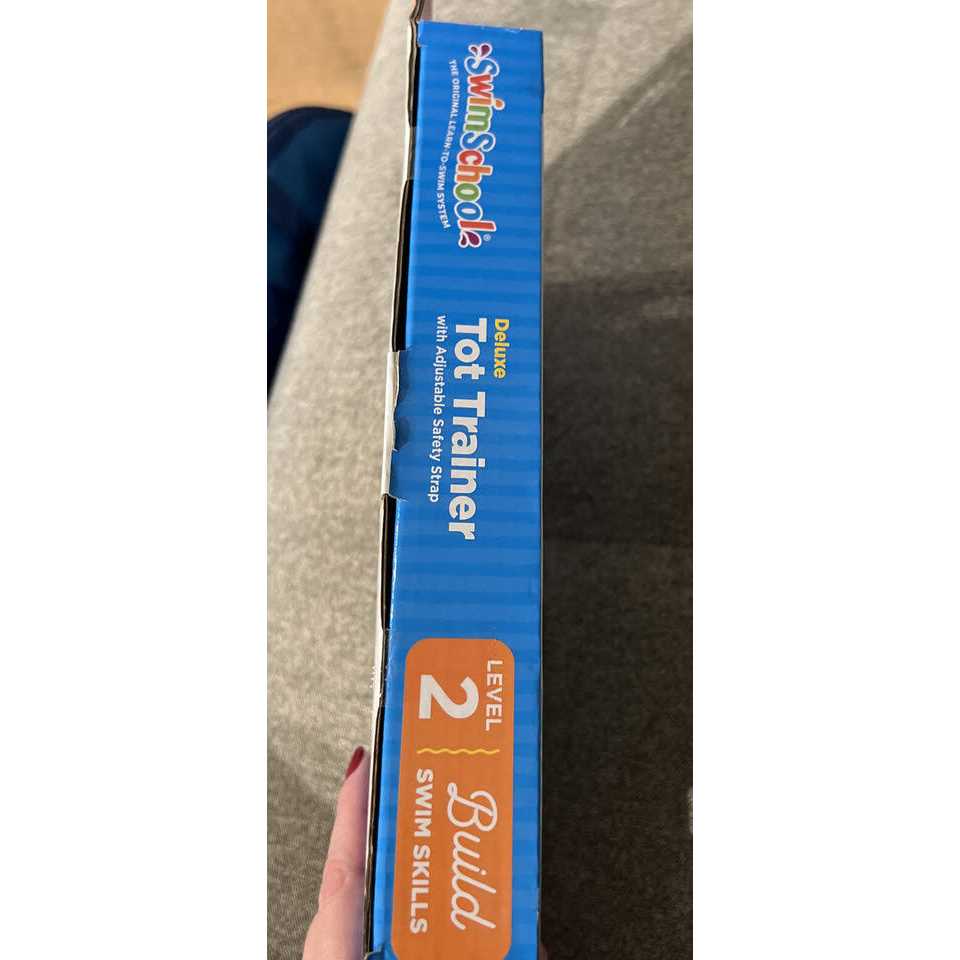 SwimSchool®
THE ORIGINAL LEARN-TO-SWIM SYSTEM
Deluxe
Tot Trainer
with Adjustable Safety Strap
LEVEL
2
Build
SWIM SKILLS